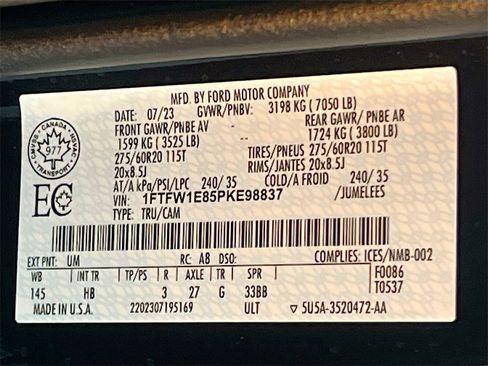 MFD. BY FORD MOTOR COMPANY
DATE: 07/23 GVWR/PNBV: 3198 KG ( 7050 LB)
FRONT GAWR/PNBE AV REAR GAWR/ PNBE AR
1599 KG ( 3525 LB) 1724 KG ( 3800 LB)
275/60R20 115T TIRES/PNEUS 275/60R20 115T
20x8.5J RIMS/JANTES 20x8.5J
AT/A kPa/PSI/LPC 240/ 35 COLD/A FROID 240/ 35
VIN: 1FTFW1E85PKE98837 /JUMELEES
TYPE: TRU/CAM
CANADA
977
TRANSPORT
EC
EXT PNT: UM RC: A8 DSO: COMPLIES: ICES/NMB-002
WB INT TR TP/PS R AXLE TR SPR F0086
145 HB 3 27 G 33BB T0537
MADE IN U.S.A. 2202307195169 ULT ▽ 5U5A-3520472-AA